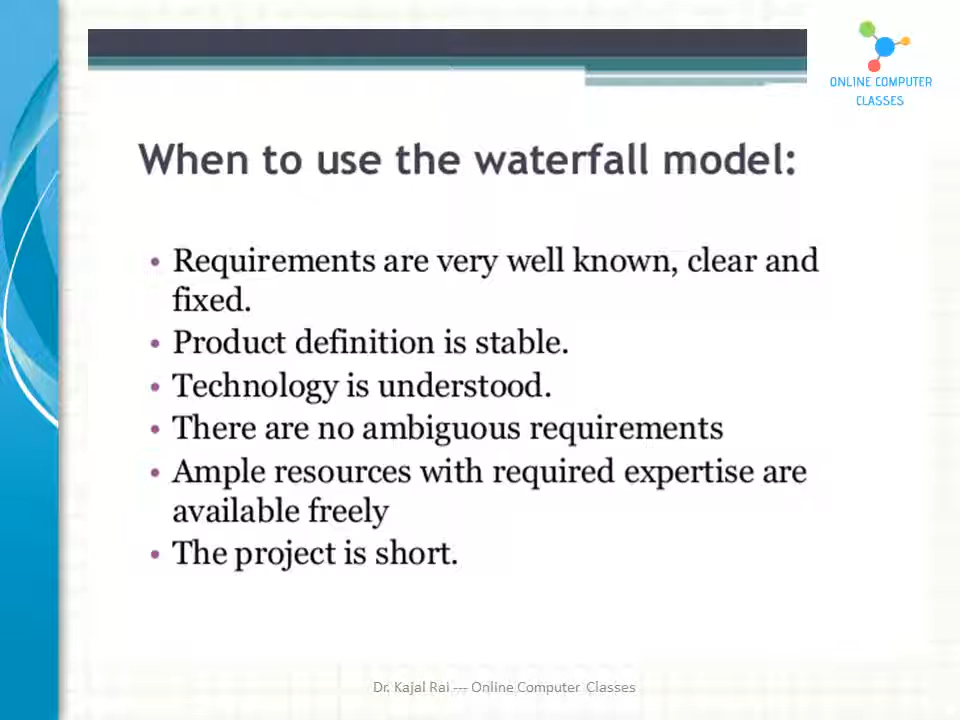 ONLINE COMPUTER
CLASSES
When to use the waterfall model:
• Requirements are very well known, clear and
fixed.
• Product definition is stable.
• Technology is understood.
• There are no ambiguous requirements
• Ample resources with required expertise are
available freely
• The project is short.
Dr. Kajal Rai --- Online Computer Classes